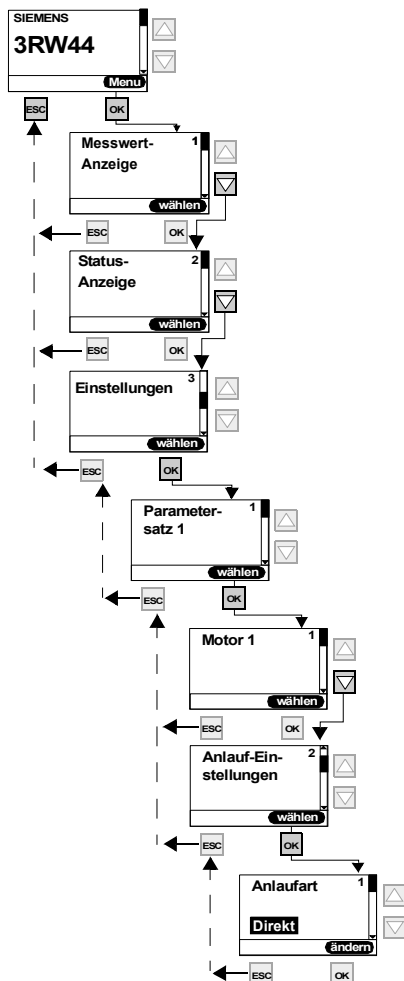 SIEMENS
3RW44
Menu
ESC
OK
Messwert-
Anzeige
1
wählen
ESC
OK
Status-
Anzeige
2
wählen
ESC
OK
Einstellungen
3
wählen
ESC
OK
Parameter-
satz 1
1
wählen
ESC
OK
Motor 1
1
wählen
ESC
OK
Anlauf-Ein-
stellungen
2
wählen
ESC
OK
Anlaufart
1
Direkt
ändern
ESC
OK